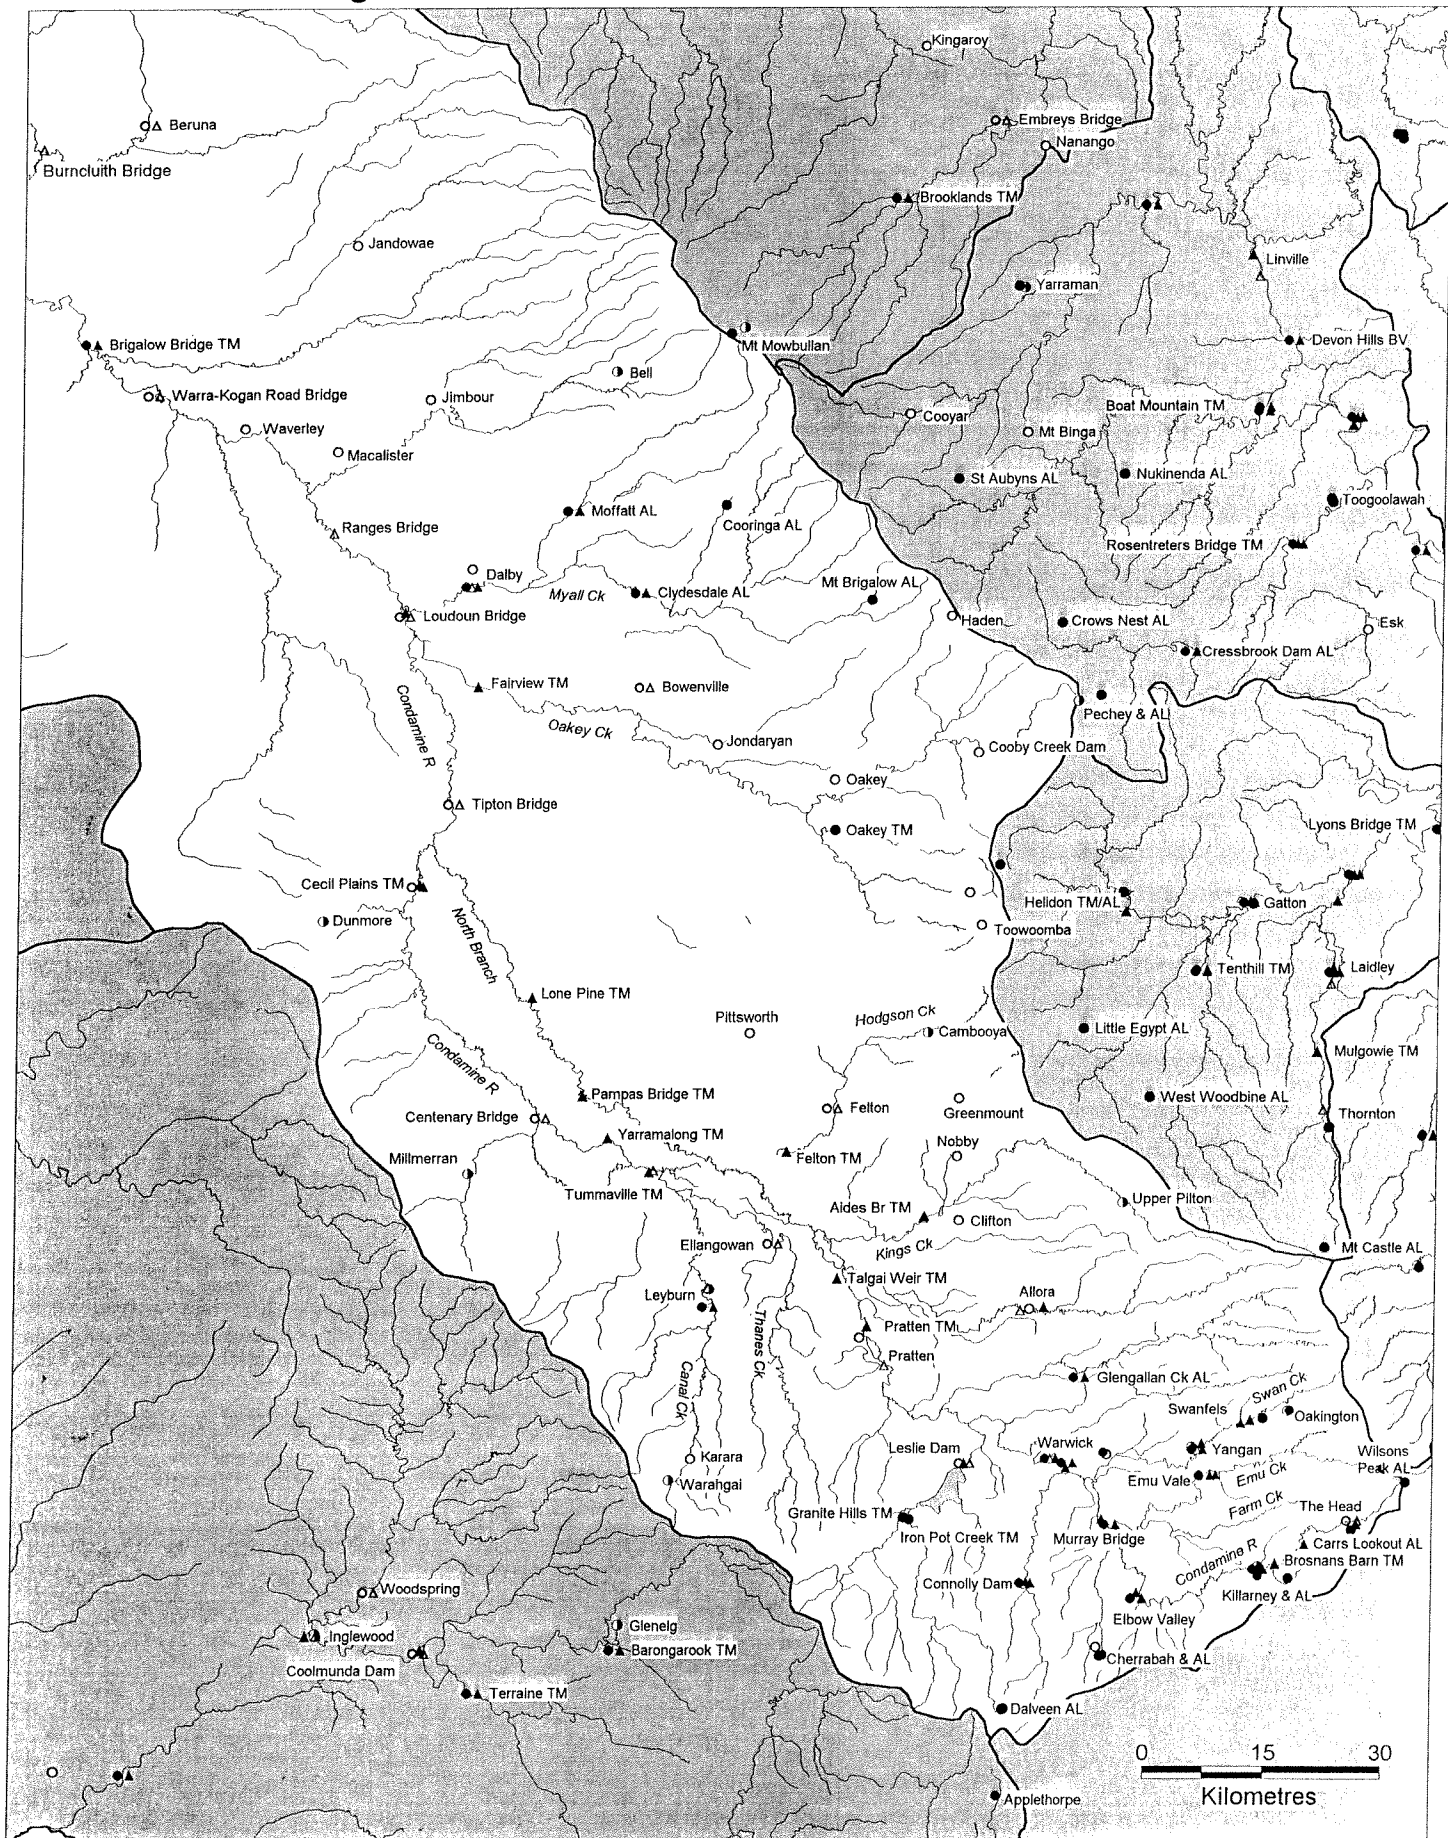 Kingaroy
Beruna
Embreys Bridge
Nanango
Burncluith Bridge
Brooklands TM
Jandowae
Linville
Yarraman
Brigalow Bridge TM
Mt Mowbullan
Devon Hills BV
Bell
Warra-Kogan Road Bridge
Jimbour
Boat Mountain TM
Cooyar
Waverley
Mt Binga
Macalister
St Aubyns AL
Nukinenda AL
Toogoolawah
Moffatt AL
Cooringa AL
Ranges Bridge
Rosentreters Bridge TM
Dalby
Myall Ck
Clydesdale AL
Mt Brigalow AL
Loudoun Bridge
Haden
Crows Nest AL
Esk
Cressbrook Dam AL
Fairview TM
Bowenville
Condamine R
Pechey & AL
Oakey Ck
Jondaryan
Cooby Creek Dam
Oakey
Tipton Bridge
Oakey TM
Lyons Bridge TM
Cecil Plains TM
Helidon TM/AL
Gatton
Dunmore
North Branch
Toowoomba
Tenthill TM
Laidley
Lone Pine TM
Pittsworth
Hodgson Ck
Cambooya
Little Egypt AL
Condamine R
Mulgowie TM
Pampas Bridge TM
West Woodbine AL
Centenary Bridge
Felton
Greenmount
Thornton
Yarramalong TM
Nobby
Millmerran
Felton TM
Tummaville TM
Upper Pilton
Aides Br TM
Clifton
Ellangowan
Kings Ck
Mt Castle AL
Talgai Weir TM
Leyburn
Allora
Thanes Ck
Pratten TM
Pratten
Canal Ck
Glengallan Ck AL
Swan Ck
Swanfels
Oakington
Karara
Leslie Dam
Warwick
Yangan
Wilsons
Peak AL
Warahgai
Emu Vale
Emu Ck
Farm Ck
The Head
Granite Hills TM
Iron Pot Creek TM
Murray Bridge
Carrs Lookout AL
Condamine R
Brosnans Barn TM
Connolly Dam
Killarney & AL
Woodspring
Elbow Valley
Glenelg
Inglewood
Barongarook TM
Cherrabah & AL
Coolmunda Dam
Terraine TM
Dalveen AL
0 15 30
Kilometres
Applethorpe